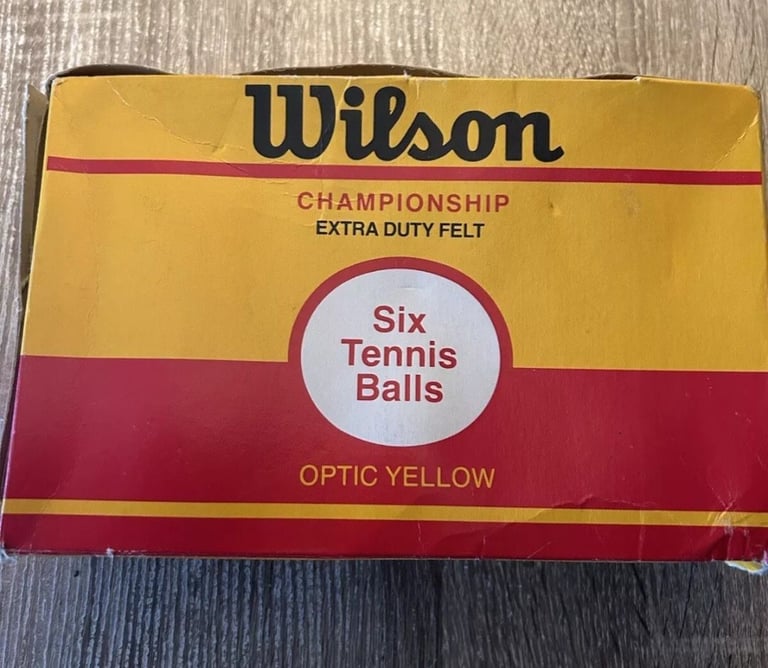 Wilson
CHAMPIONSHIP
EXTRA DUTY FELT
Six
Tennis
Balls
OPTIC YELLOW